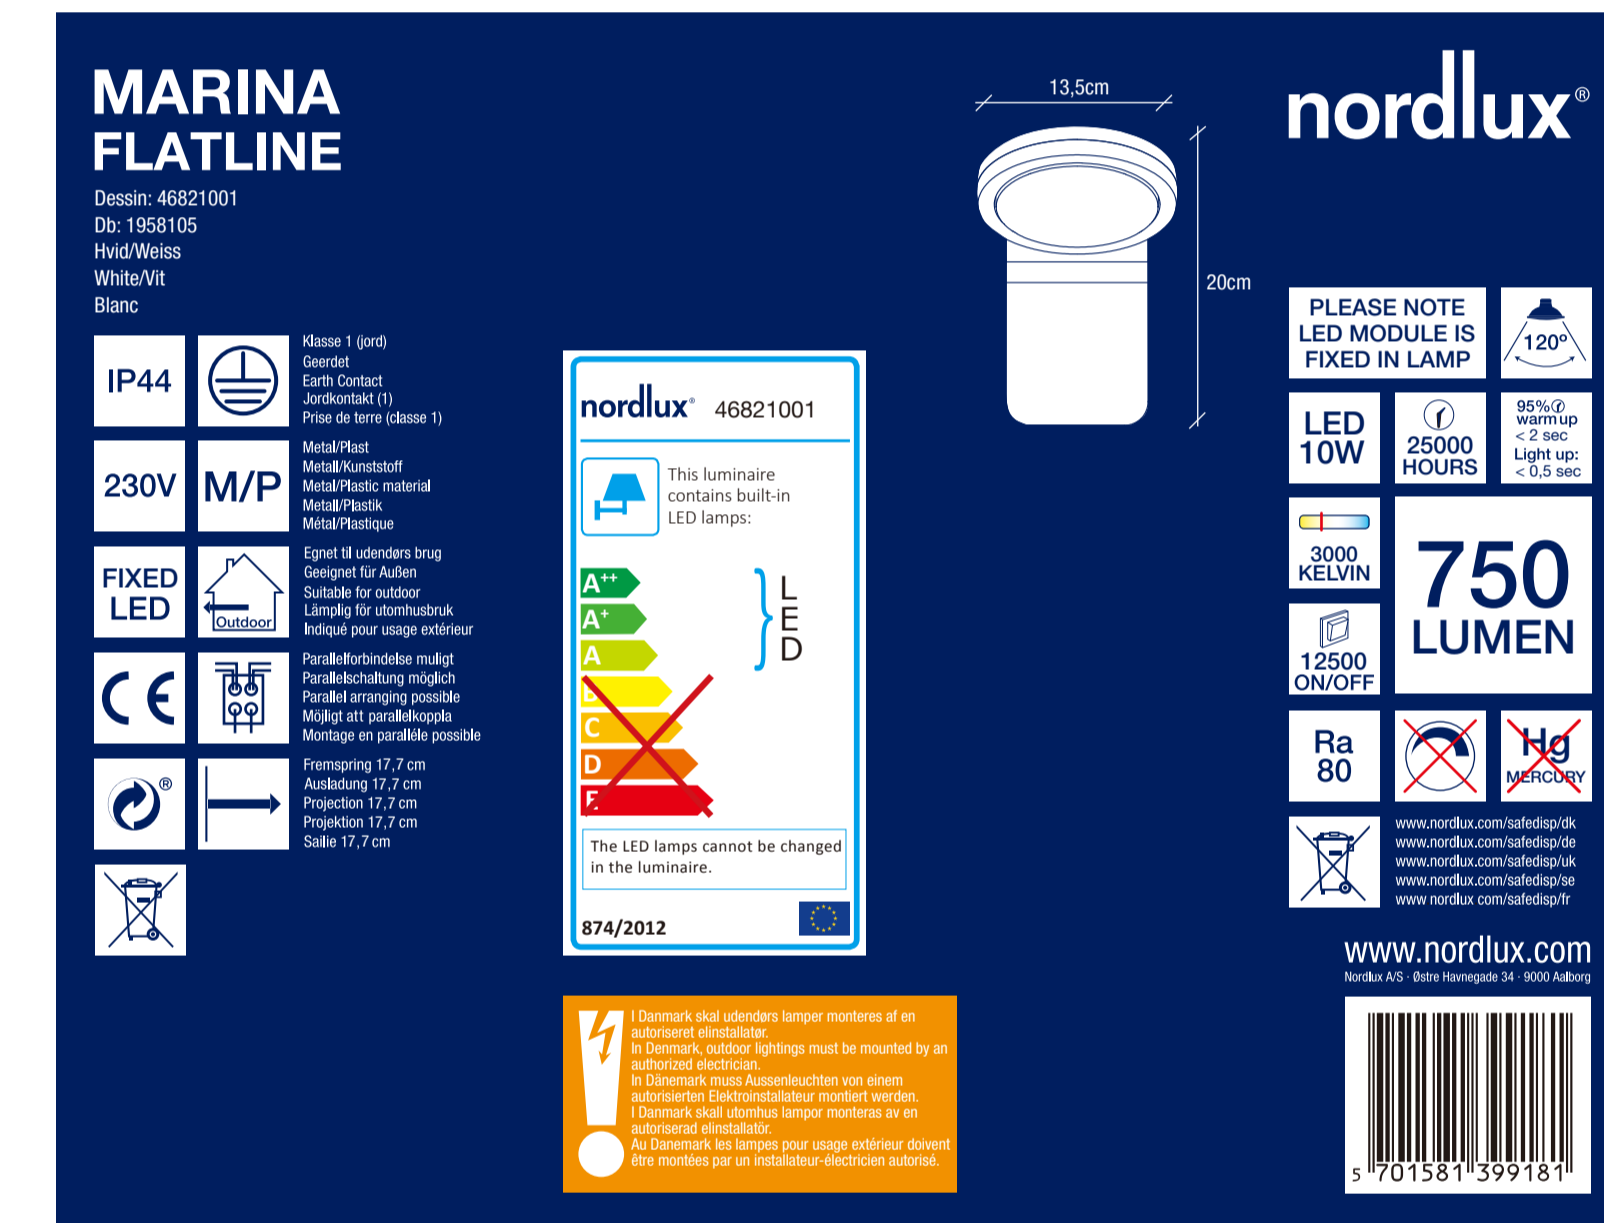 MARINA
FLATLINE
Dessin: 46821001
Db: 1958105
Hvid/Weiss
White/Vit
Blanc
IP44
Klasse 1 (jord)
Geerdet
Earth Contact
Jordkontakt (1)
Prise de terre (classe 1)
230V
M/P
Metal/Plast
Metall/Kunststoff
Metal/Plastic material
Metall/Plastik
Métal/Plastique
FIXED
LED
Outdoor
Egnet til udendørs brug
Geeignet für Außen
Suitable for outdoor
Lämplig för utomhusbruk
Indiqué pour usage extérieur
CE
Parallelforbindelse muligt
Parallelschaltung möglich
Parallel arranging possible
Möjligt att parallelkoppla
Montage en paralléle possible
®
Fremspring 17,7 cm
Ausladung 17,7 cm
Projection 17,7 cm
Projektion 17,7 cm
Saillie 17,7 cm
nordlux® 46821001
This luminaire
contains built-in
LED lamps:
A++
A+
A
B
C
D
E
L
E
D
The LED lamps cannot be changed
in the luminaire.
874/2012
I Danmark skal udendørs lamper monteres af en
autoriseret elinstallatør.
In Denmark, outdoor lightings must be mounted by an
authorized electrician.
In Dänemark muss Aussenleuchten von einem
autorisierten Elektroinstallateur montiert werden.
I Danmark skall utomhus lampor monteras av en
autoriserad elinstallatör.
Au Danemark les lampes pour usage extérieur doivent
être montées par un installateur-électricien autorisé.
13,5cm
20cm
nordlux®
PLEASE NOTE
LED MODULE IS
FIXED IN LAMP
120°
LED
10W
25000
HOURS
95%
warm up
< 2 sec
Light up:
< 0,5 sec
3000
KELVIN
750
LUMEN
12500
ON/OFF
Ra
80
Hg
MERCURY
www.nordlux.com/safedisp/dk
www.nordlux.com/safedisp/de
www.nordlux.com/safedisp/uk
www.nordlux.com/safedisp/se
www nordlux com/safedisp/fr
www.nordlux.com
Nordlux A/S · Østre Havnegade 34 · 9000 Aalborg
5 701581 399181